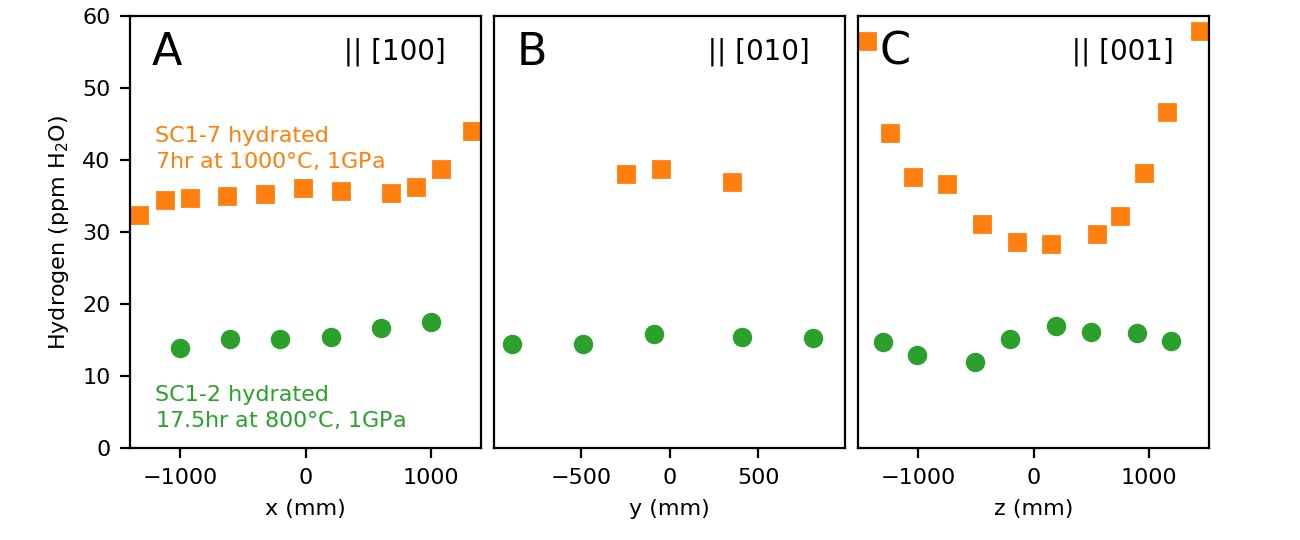 60
50
40
30
20
10
0
Hydrogen (ppm H₂O)
A
|| [100]
SC1-7 hydrated
7hr at 1000°C, 1GPa
SC1-2 hydrated
17.5hr at 800°C, 1GPa
−1000
0
1000
x (mm)
B
|| [010]
−500
0
500
y (mm)
C
|| [001]
−1000
0
1000
z (mm)